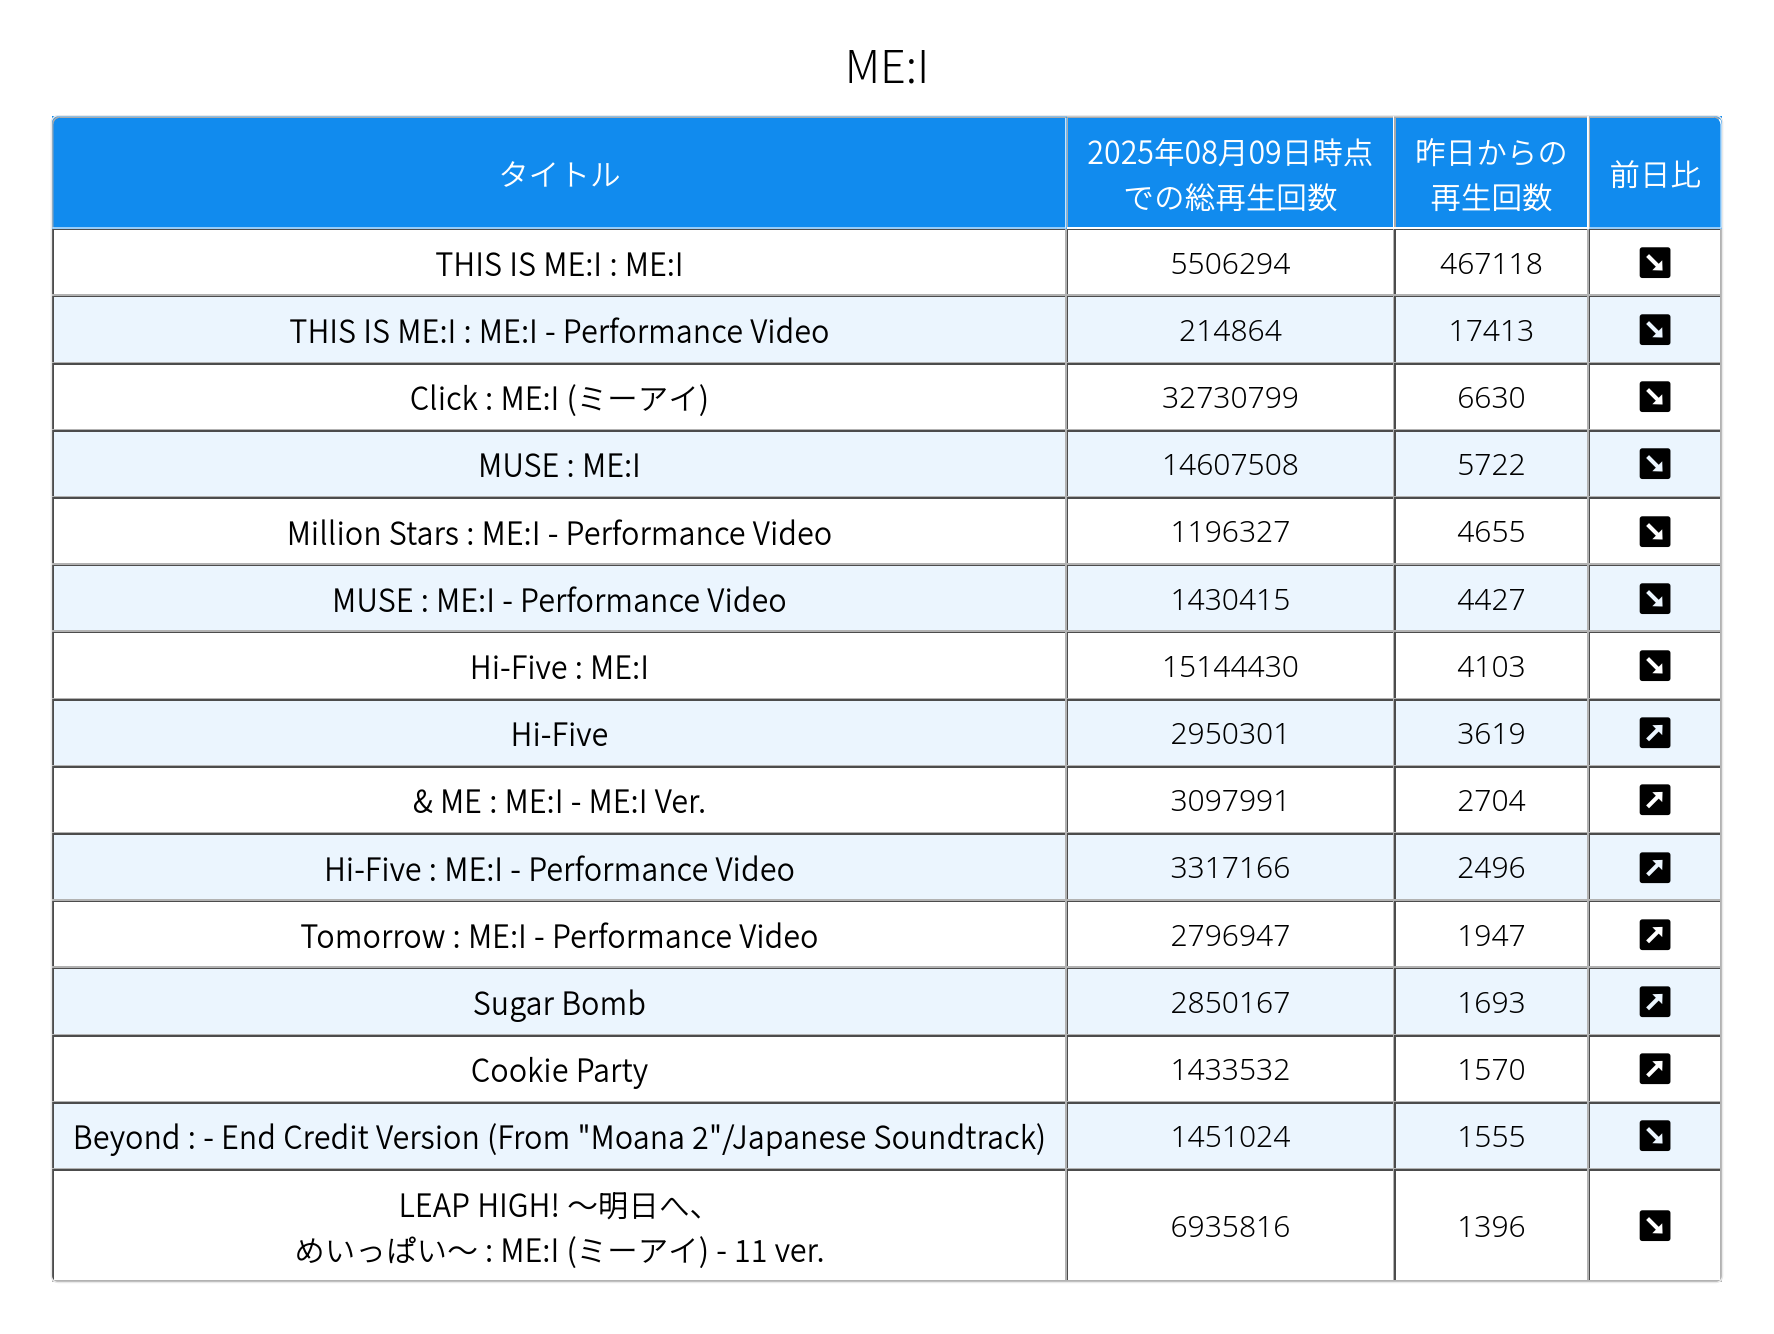 ME:I
タイトル
2025年08月09日時点
での総再生回数
昨日からの
再生回数
前日比
THIS IS ME:I : ME:I 5506294 467118 ↘
THIS IS ME:I : ME:I - Performance Video 214864 17413 ↘
Click : ME:I (ミーアイ) 32730799 6630 ↘
MUSE : ME:I 14607508 5722 ↘
Million Stars : ME:I - Performance Video 1196327 4655 ↘
MUSE : ME:I - Performance Video 1430415 4427 ↘
Hi-Five : ME:I 15144430 4103 ↘
Hi-Five 2950301 3619 ↗
& ME : ME:I - ME:I Ver. 3097991 2704 ↗
Hi-Five : ME:I - Performance Video 3317166 2496 ↗
Tomorrow : ME:I - Performance Video 2796947 1947 ↗
Sugar Bomb 2850167 1693 ↗
Cookie Party 1433532 1570 ↗
Beyond : - End Credit Version (From "Moana 2"/Japanese Soundtrack) 1451024 1555 ↘
LEAP HIGH! 〜明日へ、
めいっぱい〜 : ME:I (ミーアイ) - 11 ver. 6935816 1396 ↘